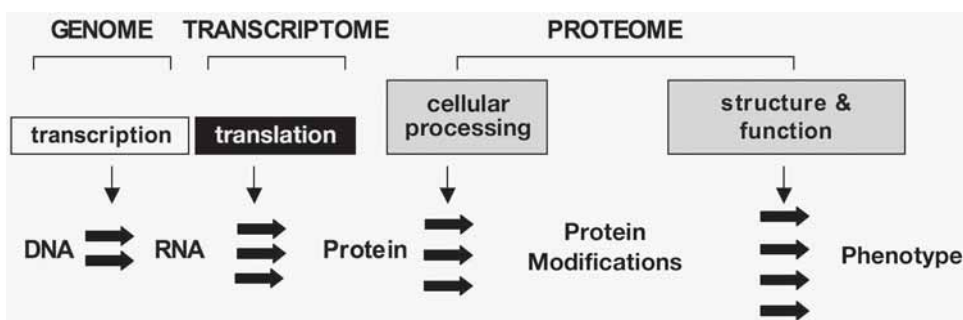 GENOME TRANSCRIPTOME PROTEOME
cellular processing
structure & function
transcription translation
DNA RNA Protein Protein Modifications Phenotype